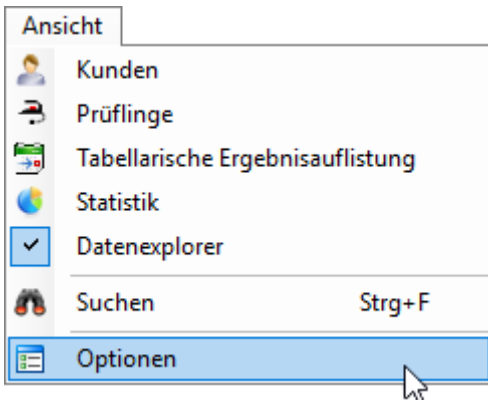 Ansicht
Kunden
Prüflinge
Tabellarische Ergebnisauflistung
Statistik
Datenexplorer
Suchen Strg+F
Optionen